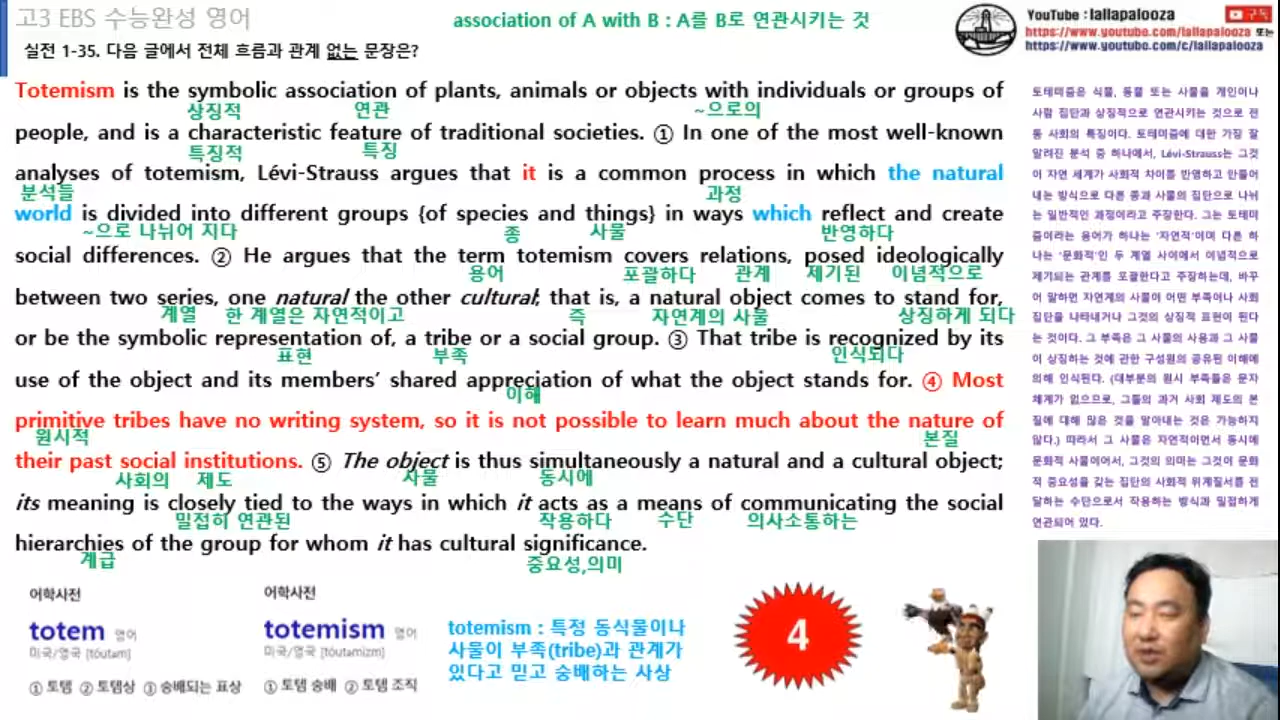 고3 EBS 수능완성 영어
association of A with B : A를 B로 연관시키는 것
YouTube : lallapalooza
구독
https://www.youtube.com/lallapalooza 또는
https://www.youtube.com/c/lallapalooza
실전 1-35. 다음 글에서 전체 흐름과 관계 없는 문장은?
Totemism is the symbolic association of plants, animals or objects with individuals or groups of
상징적 연관 ~으로의
people, and is a characteristic feature of traditional societies. ① In one of the most well-known
특징적 특징
analyses of totemism, Lévi-Strauss argues that it is a common process in which the natural
분석들 과정
world is divided into different groups {of species and things} in ways which reflect and create
~으로 나뉘어 지다 종 사물 반영하다
social differences. ② He argues that the term totemism covers relations, posed ideologically
용어 포괄하다 관계 제기된 이념적으로
between two series, one natural the other cultural; that is, a natural object comes to stand for,
계열 한 계열은 자연적이고 즉 자연계의 사물 상징하게 되다
or be the symbolic representation of, a tribe or a social group. ③ That tribe is recognized by its
표현 부족 인식되다
use of the object and its members’ shared appreciation of what the object stands for. ④ Most
이해
primitive tribes have no writing system, so it is not possible to learn much about the nature of
원시적 본질
their past social institutions. ⑤ The object is thus simultaneously a natural and a cultural object;
사회의 제도 사물 동시에
its meaning is closely tied to the ways in which it acts as a means of communicating the social
밀접히 연관된 작용하다 수단 의사소통하는
hierarchies of the group for whom it has cultural significance.
계급 중요성,의미
토테미즘은 식물, 동물 또는 사물을 개인이나
사람 집단과 상징적으로 연관시키는 것으로 전
통 사회의 특징이다. 토테미즘에 대한 가장 잘
알려진 분석 중 하나에서, Lévi-Strauss는 그것
이 자연 세계가 사회적 차이를 반영하고 만들어
내는 방식으로 다른 종과 사물의 집단으로 나뉘
는 일반적인 과정이라고 주장한다. 그는 토테미
즘이라는 용어가 하나는 '자연적'이며 다른 하
나는 '문화적'인 두 계열 사이에서 이념적으로
제기되는 관계를 포괄한다고 주장하는데, 바꾸
어 말하면 자연계의 사물이 어떤 부족이나 사회
집단을 나타내거나 그것의 상징적 표현이 된다
는 것이다. 그 부족은 그 사물의 사용과 그 사물
이 상징하는 것에 관한 구성원의 공유된 이해에
의해 인식된다. (대부분의 원시 부족들은 문자
체계가 없으므로, 그들의 과거 사회 제도의 본
질에 대해 많은 것을 알아내는 것은 가능하지
않다.) 따라서 그 사물은 자연적이면서 동시에
문화적 사물이어서, 그것의 의미는 그것이 문화
적 중요성을 갖는 집단의 사회적 위계질서를 전
달하는 수단으로서 작용하는 방식과 밀접하게
연관되어 있다.
어학사전
totem 영어
미국/영국 [tóutəm]
① 토템 ② 토템상 ③ 숭배되는 표상
어학사전
totemism 영어
미국/영국 [tóutəmìzm]
① 토템 숭배 ② 토템 조직
totemism : 특정 동식물이나
사물이 부족(tribe)과 관계가
있다고 믿고 숭배하는 사상
4